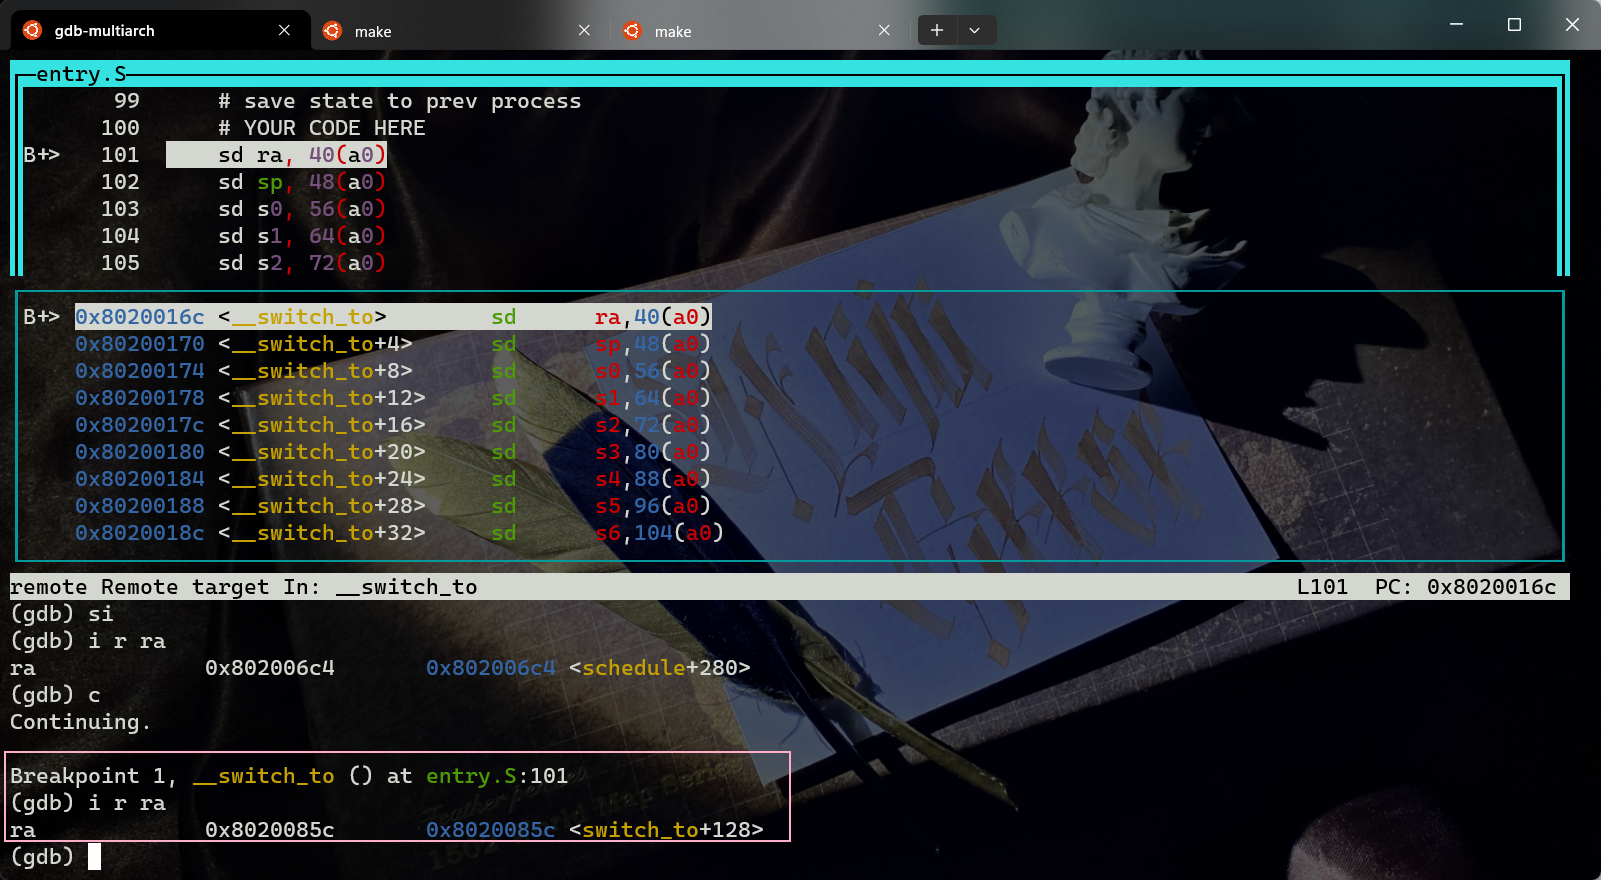 gdb-multiarch make make
entry.S
99 # save state to prev process
100 # YOUR CODE HERE
B+> 101 sd ra, 40(a0)
102 sd sp, 48(a0)
103 sd s0, 56(a0)
104 sd s1, 64(a0)
105 sd s2, 72(a0)
B+> 0x8020016c <__switch_to> sd ra,40(a0)
0x80200170 <__switch_to+4> sd sp,48(a0)
0x80200174 <__switch_to+8> sd s0,56(a0)
0x80200178 <__switch_to+12> sd s1,64(a0)
0x8020017c <__switch_to+16> sd s2,72(a0)
0x80200180 <__switch_to+20> sd s3,80(a0)
0x80200184 <__switch_to+24> sd s4,88(a0)
0x80200188 <__switch_to+28> sd s5,96(a0)
0x8020018c <__switch_to+32> sd s6,104(a0)
remote Remote target In: __switch_to L101 PC: 0x8020016c
(gdb) si
(gdb) i r ra
ra 0x802006c4 0x802006c4 <schedule+280>
(gdb) c
Continuing.
Breakpoint 1, __switch_to () at entry.S:101
(gdb) i r ra
ra 0x8020085c 0x8020085c <switch_to+128>
(gdb)